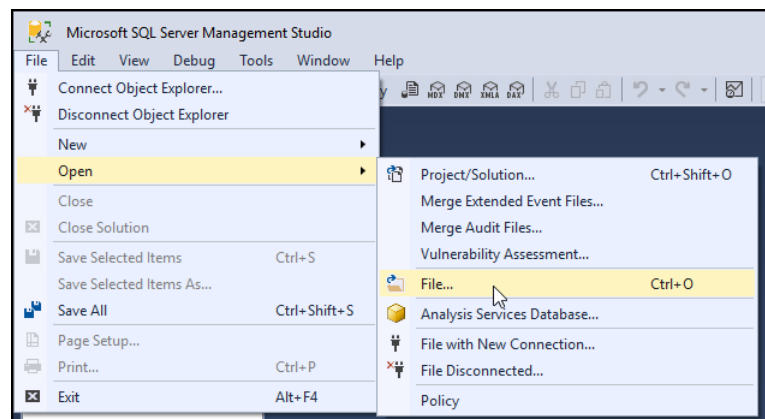 Microsoft SQL Server Management Studio
File Edit View Debug Tools Window Help
MDX DMX XMLA DAX
Connect Object Explorer...
Disconnect Object Explorer
New
Open
Close
Close Solution
Save Selected Items Ctrl+S
Save Selected Items As...
Save All Ctrl+Shift+S
Page Setup...
Print... Ctrl+P
Exit Alt+F4
Project/Solution... Ctrl+Shift+O
Merge Extended Event Files...
Merge Audit Files...
Vulnerability Assessment...
File... Ctrl+O
Analysis Services Database...
File with New Connection...
File Disconnected...
Policy